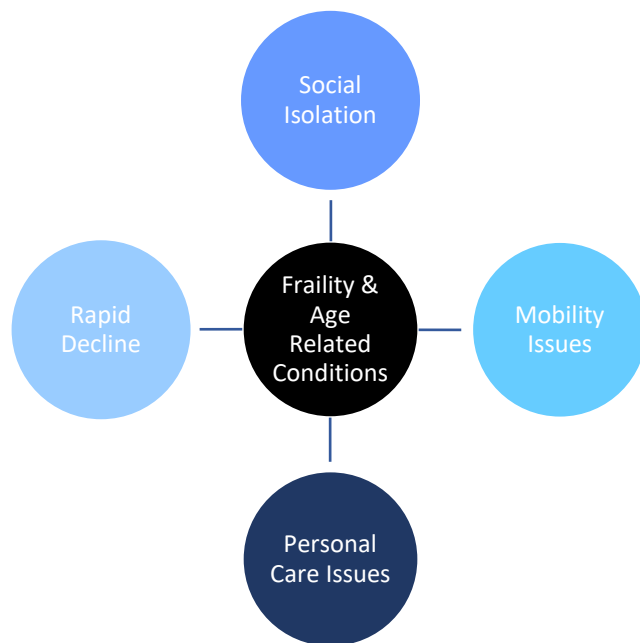 Social
Isolation
Rapid
Decline
Fraility &
Age
Related
Conditions
Mobility
Issues
Personal
Care Issues